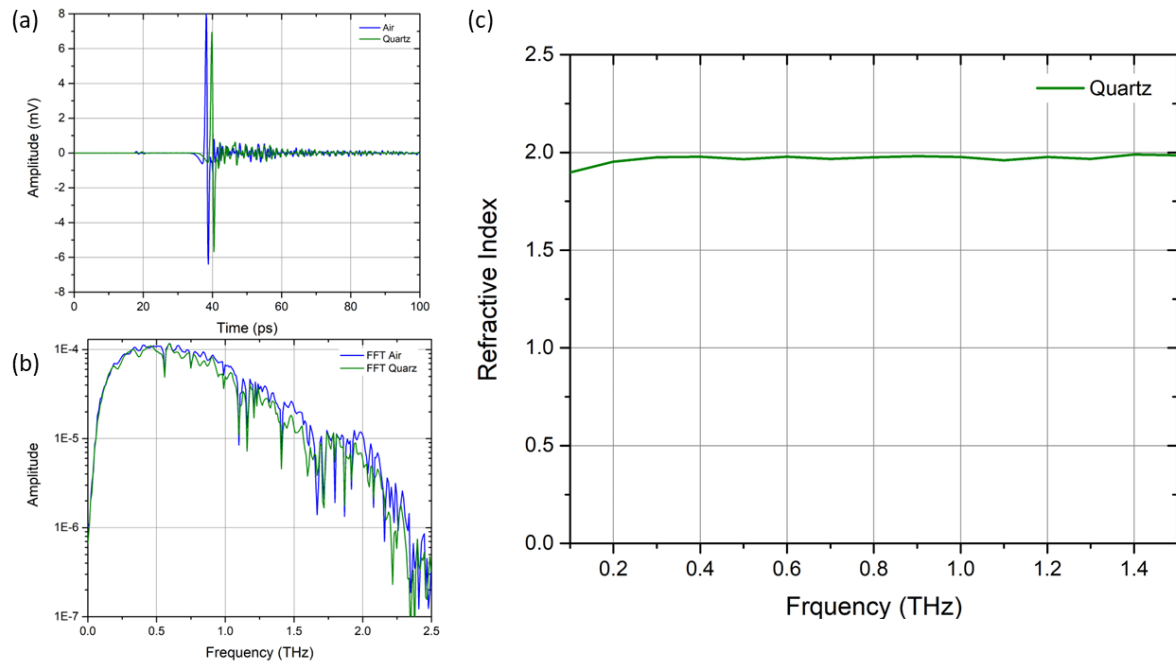 (a)
8
6
4
2
0
-2
-4
-6
-8
Amplitude (mV)
Air
Quartz
0 20 40 60 80 100
Time (ps)
(b)
1E-4
1E-5
1E-6
1E-7
Amplitude
FFT Air
FFT Quarz
0.0 0.5 1.0 1.5 2.0 2.5
Frequency (THz)
(c)
2.5
2.0
1.5
1.0
0.5
0.0
Refractive Index
Quartz
0.2 0.4 0.6 0.8 1.0 1.2 1.4
Frquency (THz)